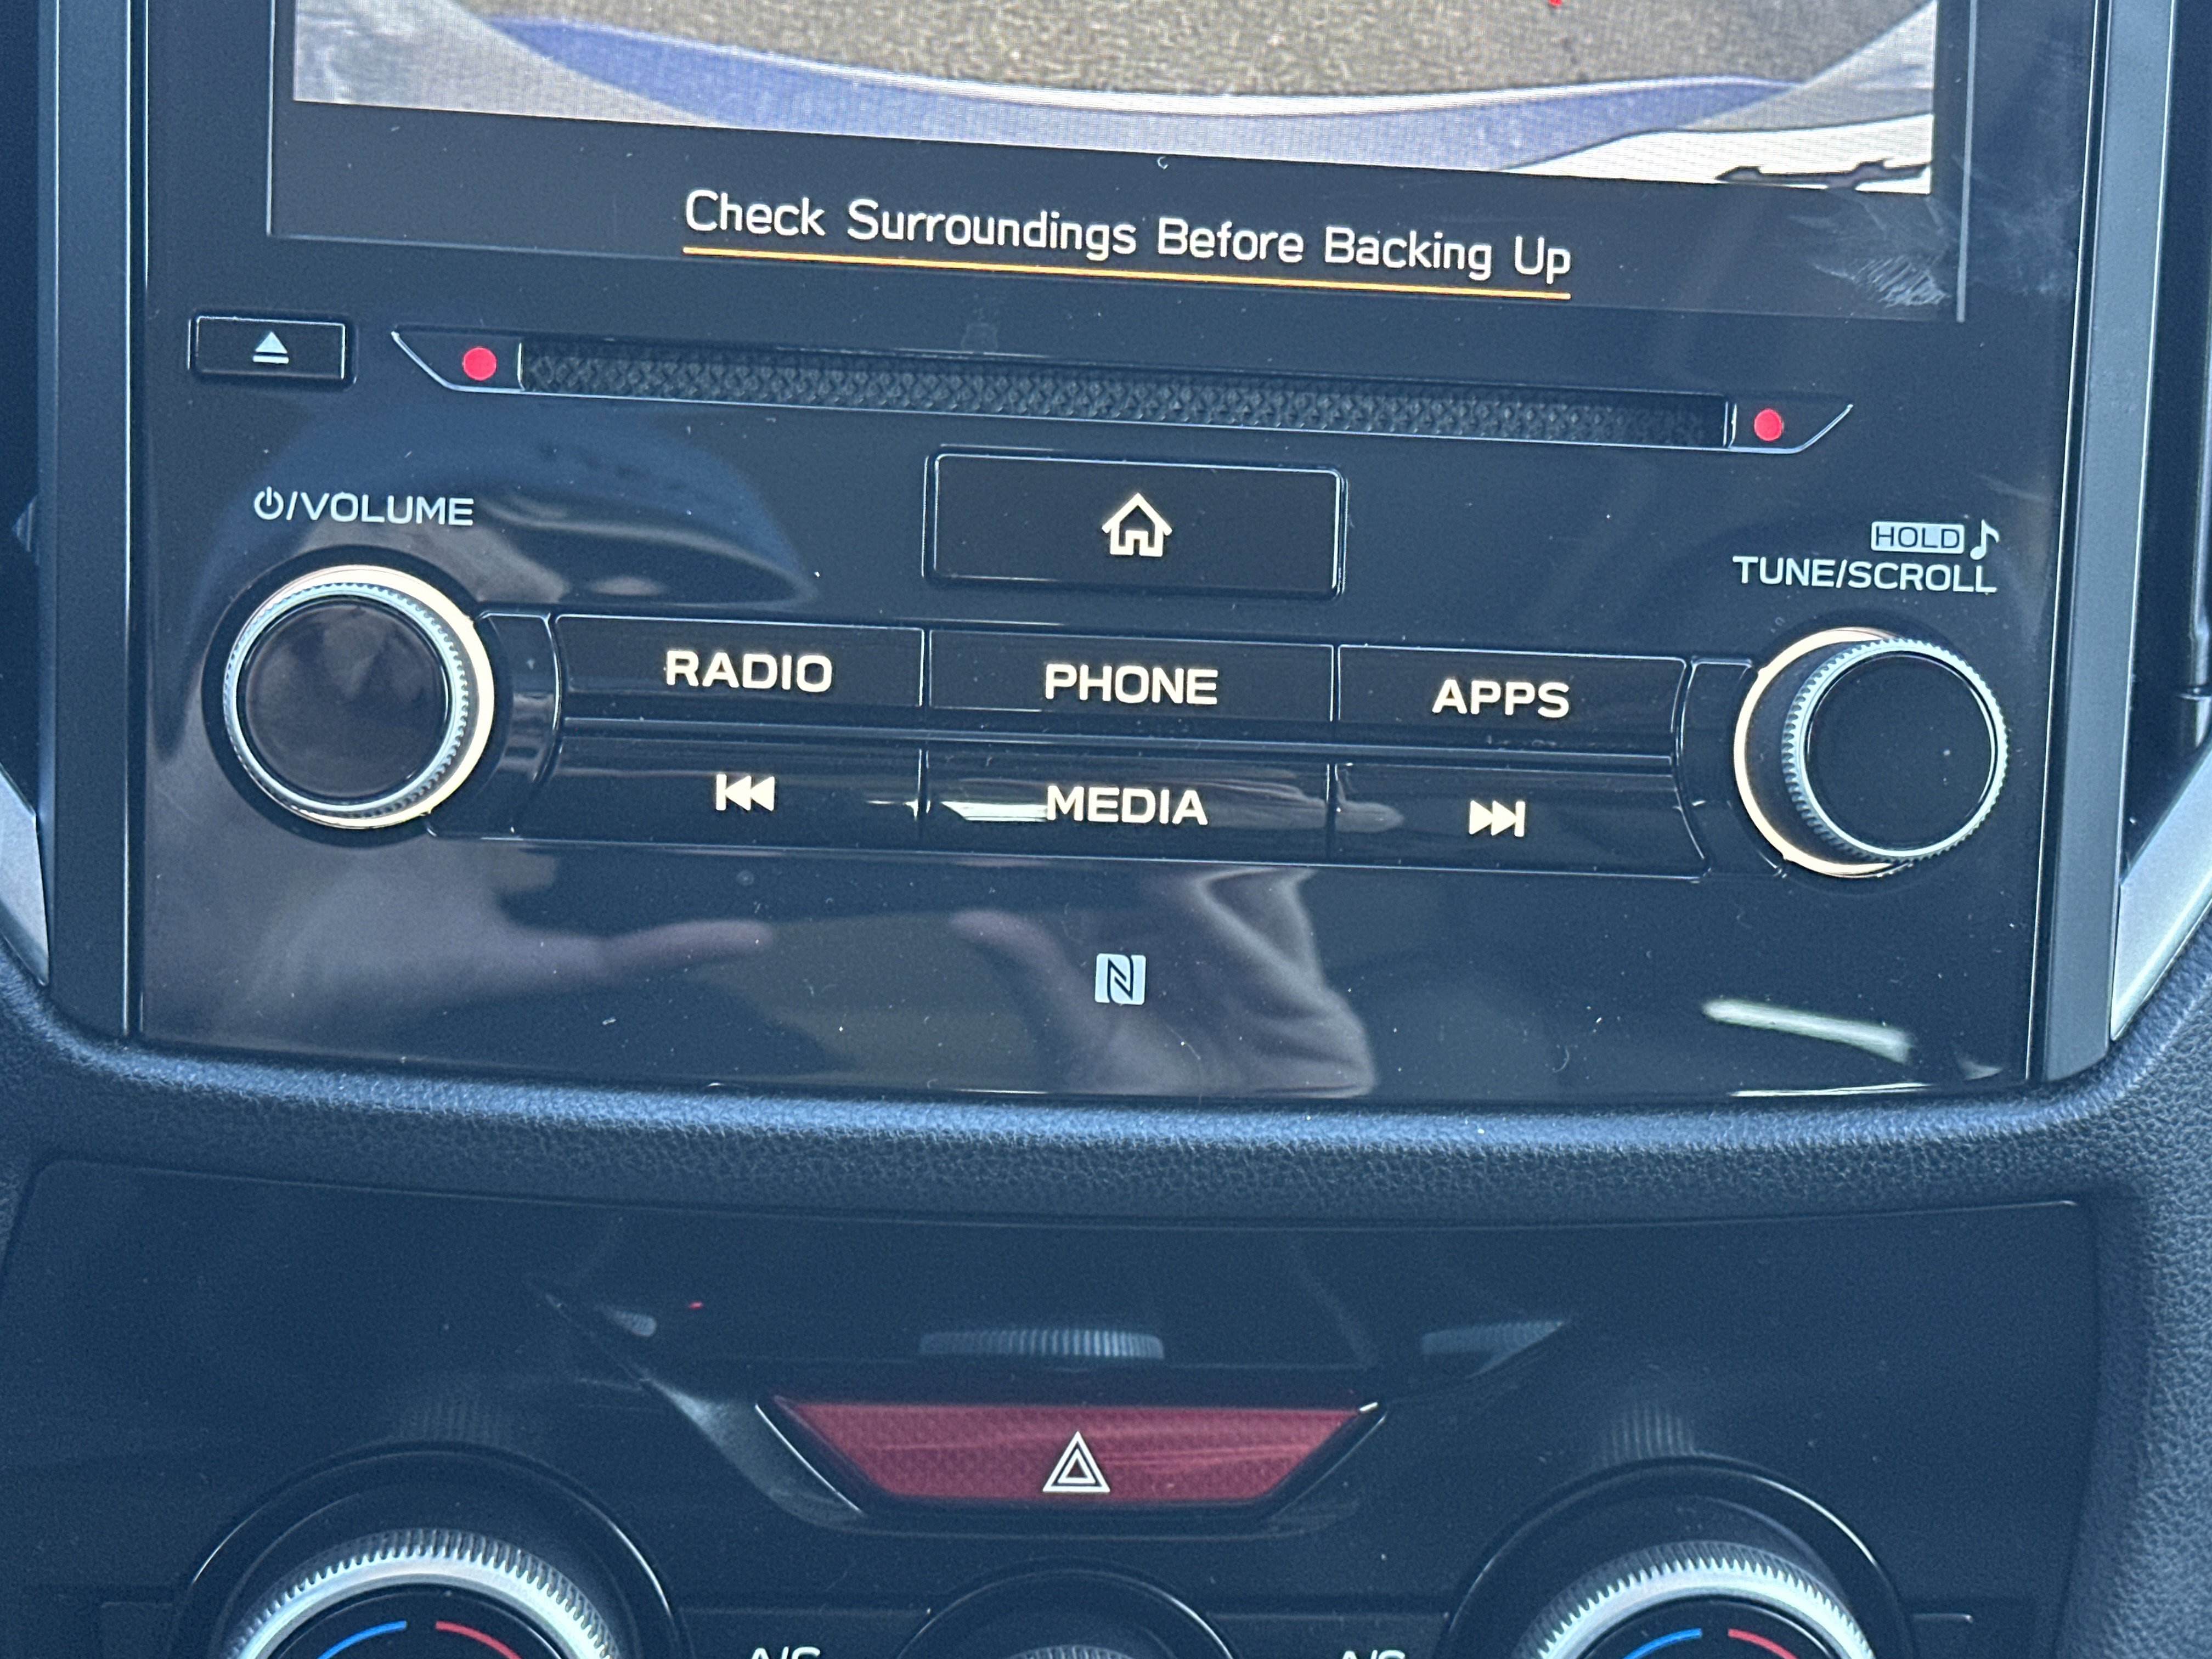 Check Surroundings Before Backing Up
/VOLUME
HOLD
TUNE/SCROLL
RADIO PHONE APPS
MEDIA
A/C A/C